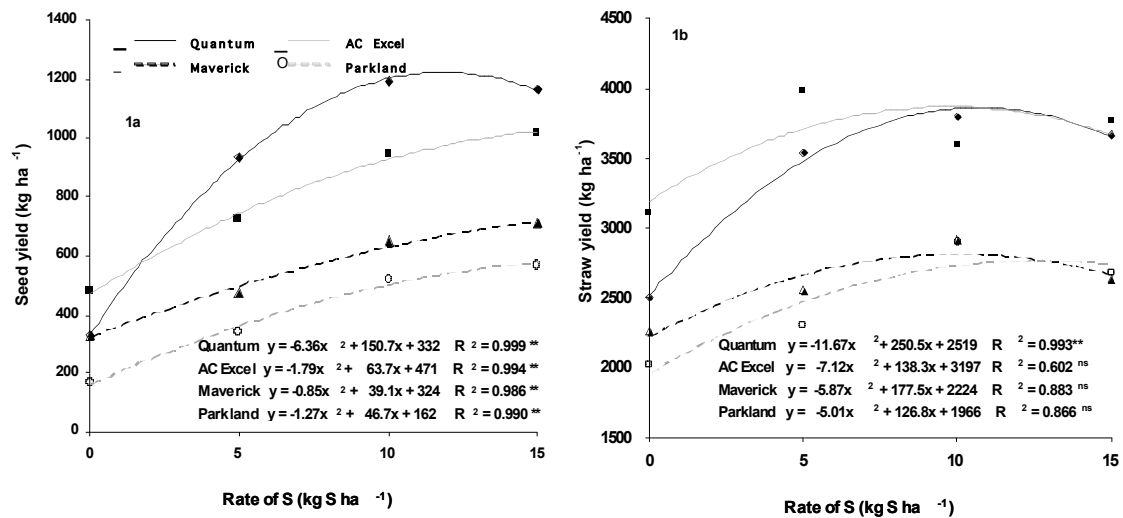 1400
1200
1000
800
600
400
200
0
Seed yield (kg ha -1)
Quantum AC Excel
Maverick Parkland
1a
Quantum y = -6.36x 2 + 150.7x + 332 R 2 = 0.999 **
AC Excel y = -1.79x 2 + 63.7x + 471 R 2 = 0.994 **
Maverick y = -0.85x 2 + 39.1x + 324 R 2 = 0.986 **
Parkland y = -1.27x 2 + 46.7x + 162 R 2 = 0.990 **
0 5 10 15
Rate of S (kg S ha -1)
4500
4000
3500
3000
2500
2000
1500
Straw yield (kg ha-1)
1b
Quantum y = -11.67x 2 + 250.5x + 2519 R 2 = 0.993**
AC Excel y = -7.12x 2 + 138.3x + 3197 R 2 = 0.602 ns
Maverick y = -5.87x 2 + 177.5x + 2224 R 2 = 0.883 ns
Parkland y = -5.01x 2 + 126.8x + 1966 R 2 = 0.866 ns
0 5 10 15
Rate of S (kg S ha -1)